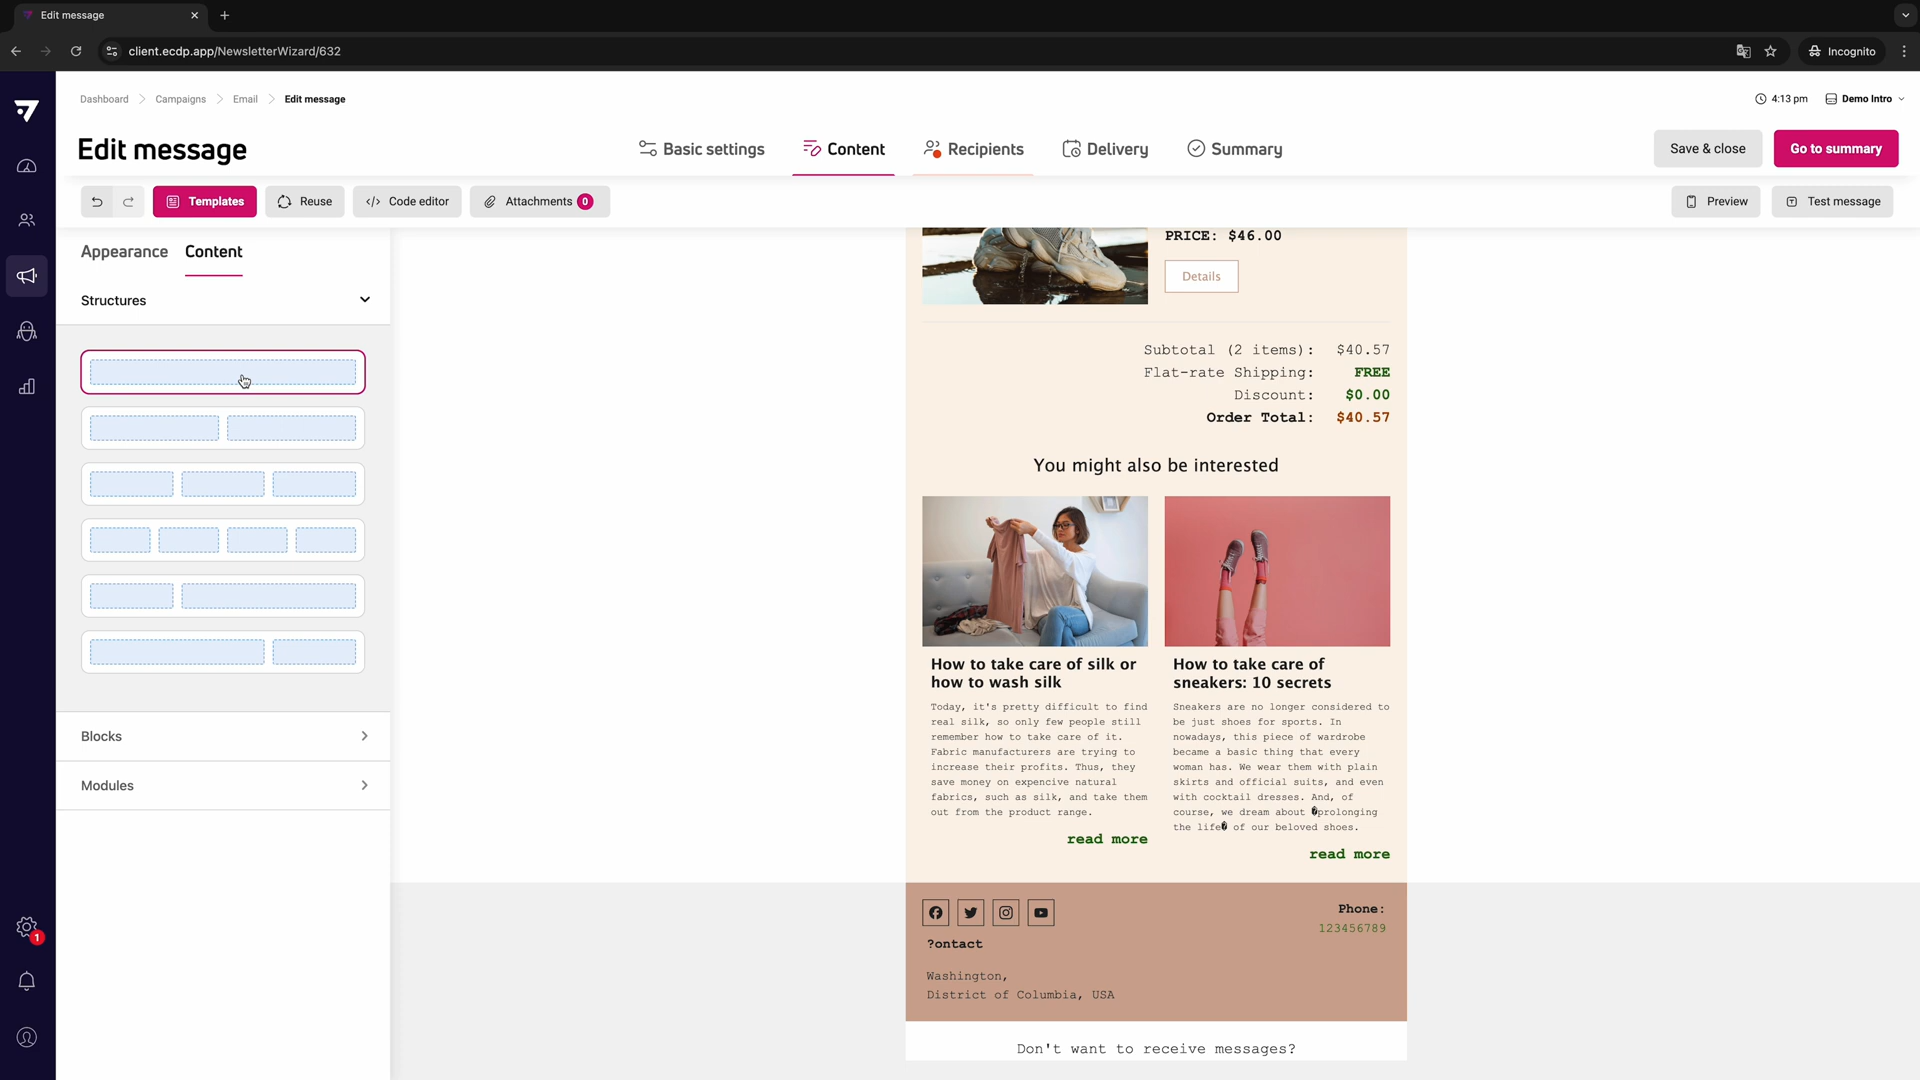 Edit message
client.ecdp.app/NewsletterWizard/632
Incognito
Dashboard
Campaigns
Email
Edit message
4:13 pm
Demo Intro
Edit message
Basic settings
Content
Recipients
Delivery
Summary
Save & close
Go to summary
Templates
Reuse
Code editor
Attachments 0
Preview
Test message
Appearance
Content
Structures
Blocks
Modules
1
PRICE: $46.00
Details
Subtotal (2 items): $40.57
Flat-rate Shipping: FREE
Discount: $0.00
Order Total: $40.57
You might also be interested
How to take care of silk or
how to wash silk
Today, it's pretty difficult to find
real silk, so only few people still
remember how to take care of it.
Fabric manufacturers are trying to
increase their profits. Thus, they
save money on expencive natural
fabrics, such as silk, and take them
out from the product range.
read more
How to take care of
sneakers: 10 secrets
Sneakers are no longer considered to
be just shoes for sports. In
nowadays, this piece of wardrobe
became a basic thing that every
woman has. We wear them with plain
skirts and official suits, and even
with cocktail dresses. And, of
course, we dream about �prolonging
the life� of our beloved shoes.
read more
?ontact
Washington,
District of Columbia, USA
Phone:
123456789
Don't want to receive messages?